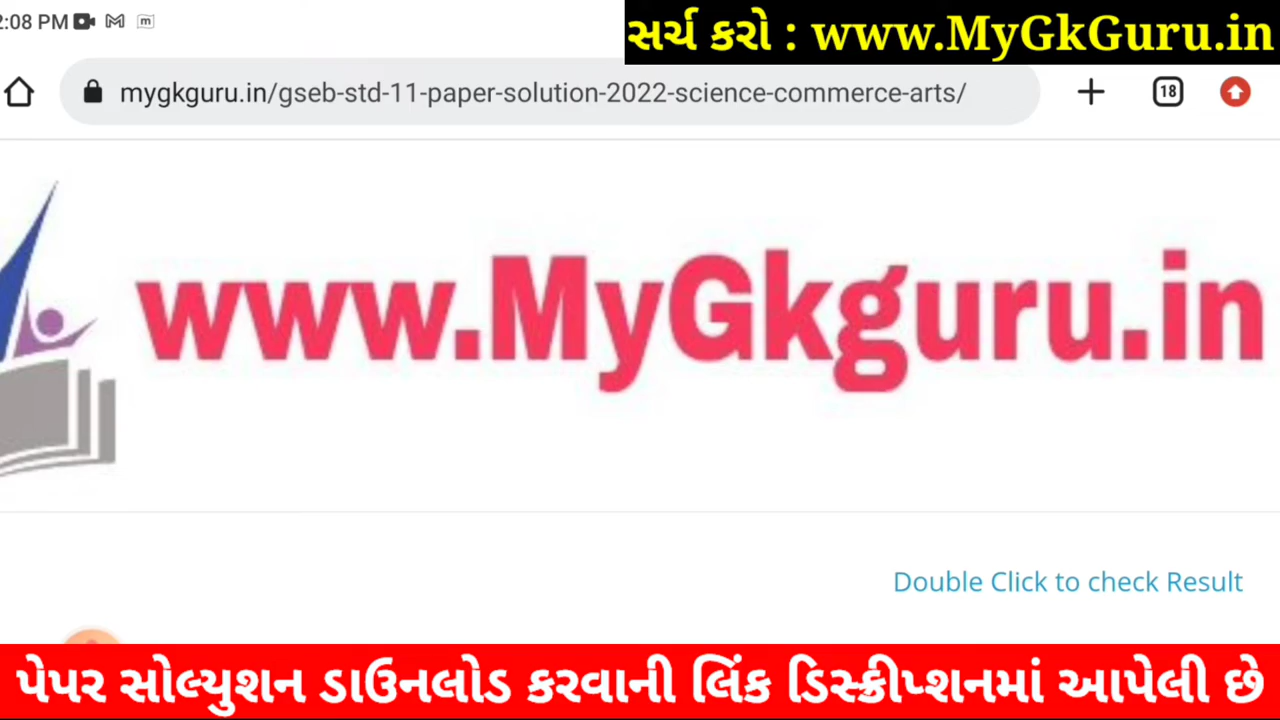 2:08 PM
સર્ચ કરો : www.MyGkGuru.in
mygkguru.in/gseb-std-11-paper-solution-2022-science-commerce-arts/
18
www.MyGkguru.in
Double Click to check Result
પેપર સોલ્યુશન ડાઉનલોડ કરવાની લિંક ડિસ્ક્રીપ્શનમાં આપેલી છે